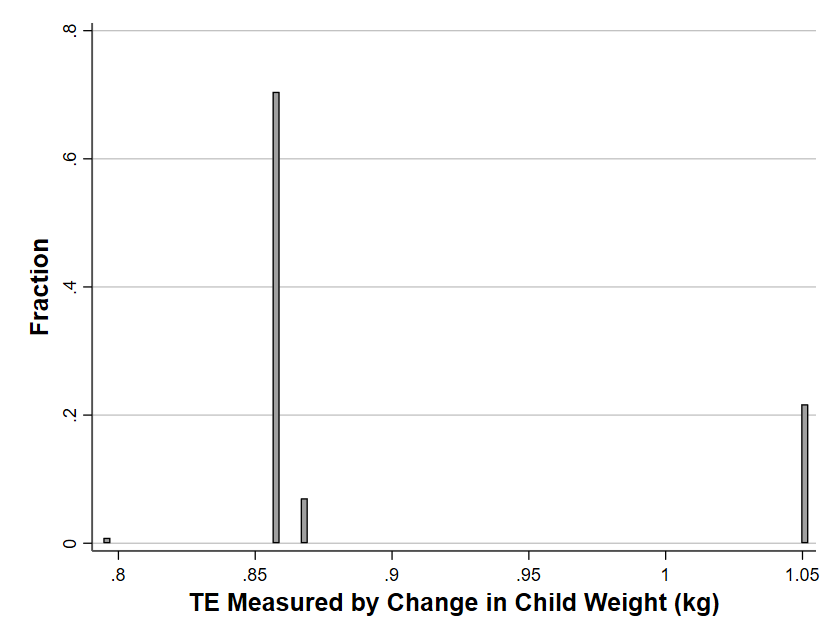 .8
.6
.4
.2
0
Fraction
.8 .85 .9 .95 1 1.05
TE Measured by Change in Child Weight (kg)